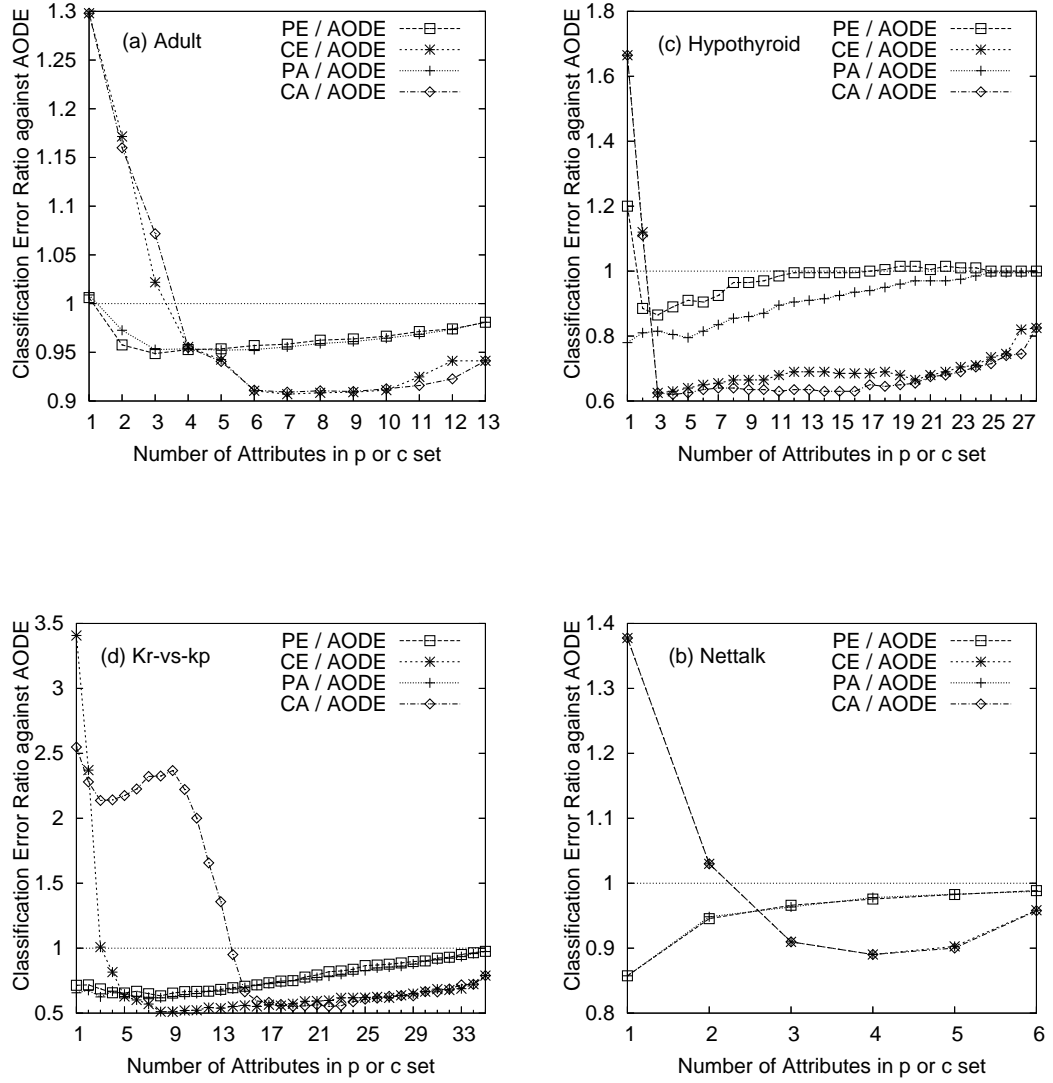 Classification Error Ratio against AODE
1.3
1.25
1.2
1.15
1.1
1.05
1
0.95
0.9
(a) Adult
PE / AODE
CE / AODE
PA / AODE
CA / AODE
1 2 3 4 5 6 7 8 9 10 11 12 13
Number of Attributes in p or c set
Classification Error Ratio against AODE
1.8
1.6
1.4
1.2
1
0.8
0.6
(c) Hypothyroid
PE / AODE
CE / AODE
PA / AODE
CA / AODE
1 3 5 7 9 11 13 15 17 19 21 23 25 27
Number of Attributes in p or c set
Classification Error Ratio against AODE
3.5
3
2.5
2
1.5
1
0.5
(d) Kr-vs-kp
PE / AODE
CE / AODE
PA / AODE
CA / AODE
1 5 9 13 17 21 25 29 33
Number of Attributes in p or c set
Classification Error Ratio against AODE
1.4
1.3
1.2
1.1
1
0.9
0.8
(b) Nettalk
PE / AODE
CE / AODE
PA / AODE
CA / AODE
1 2 3 4 5 6
Number of Attributes in p or c set